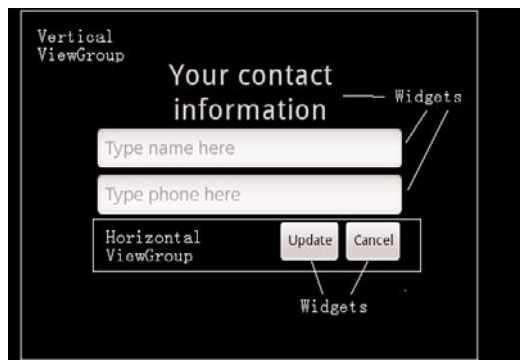 Vertical
ViewGroup
Your contact
information
Widgets
Type name here
Type phone here
Horizontal
ViewGroup
Update
Cancel
Widgets